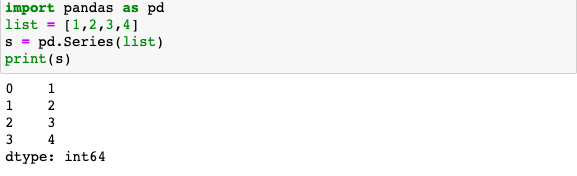 import pandas as pd
list = [1,2,3,4]
s = pd.Series(list)
print(s)
0    1
1    2
2    3
3    4
dtype: int64